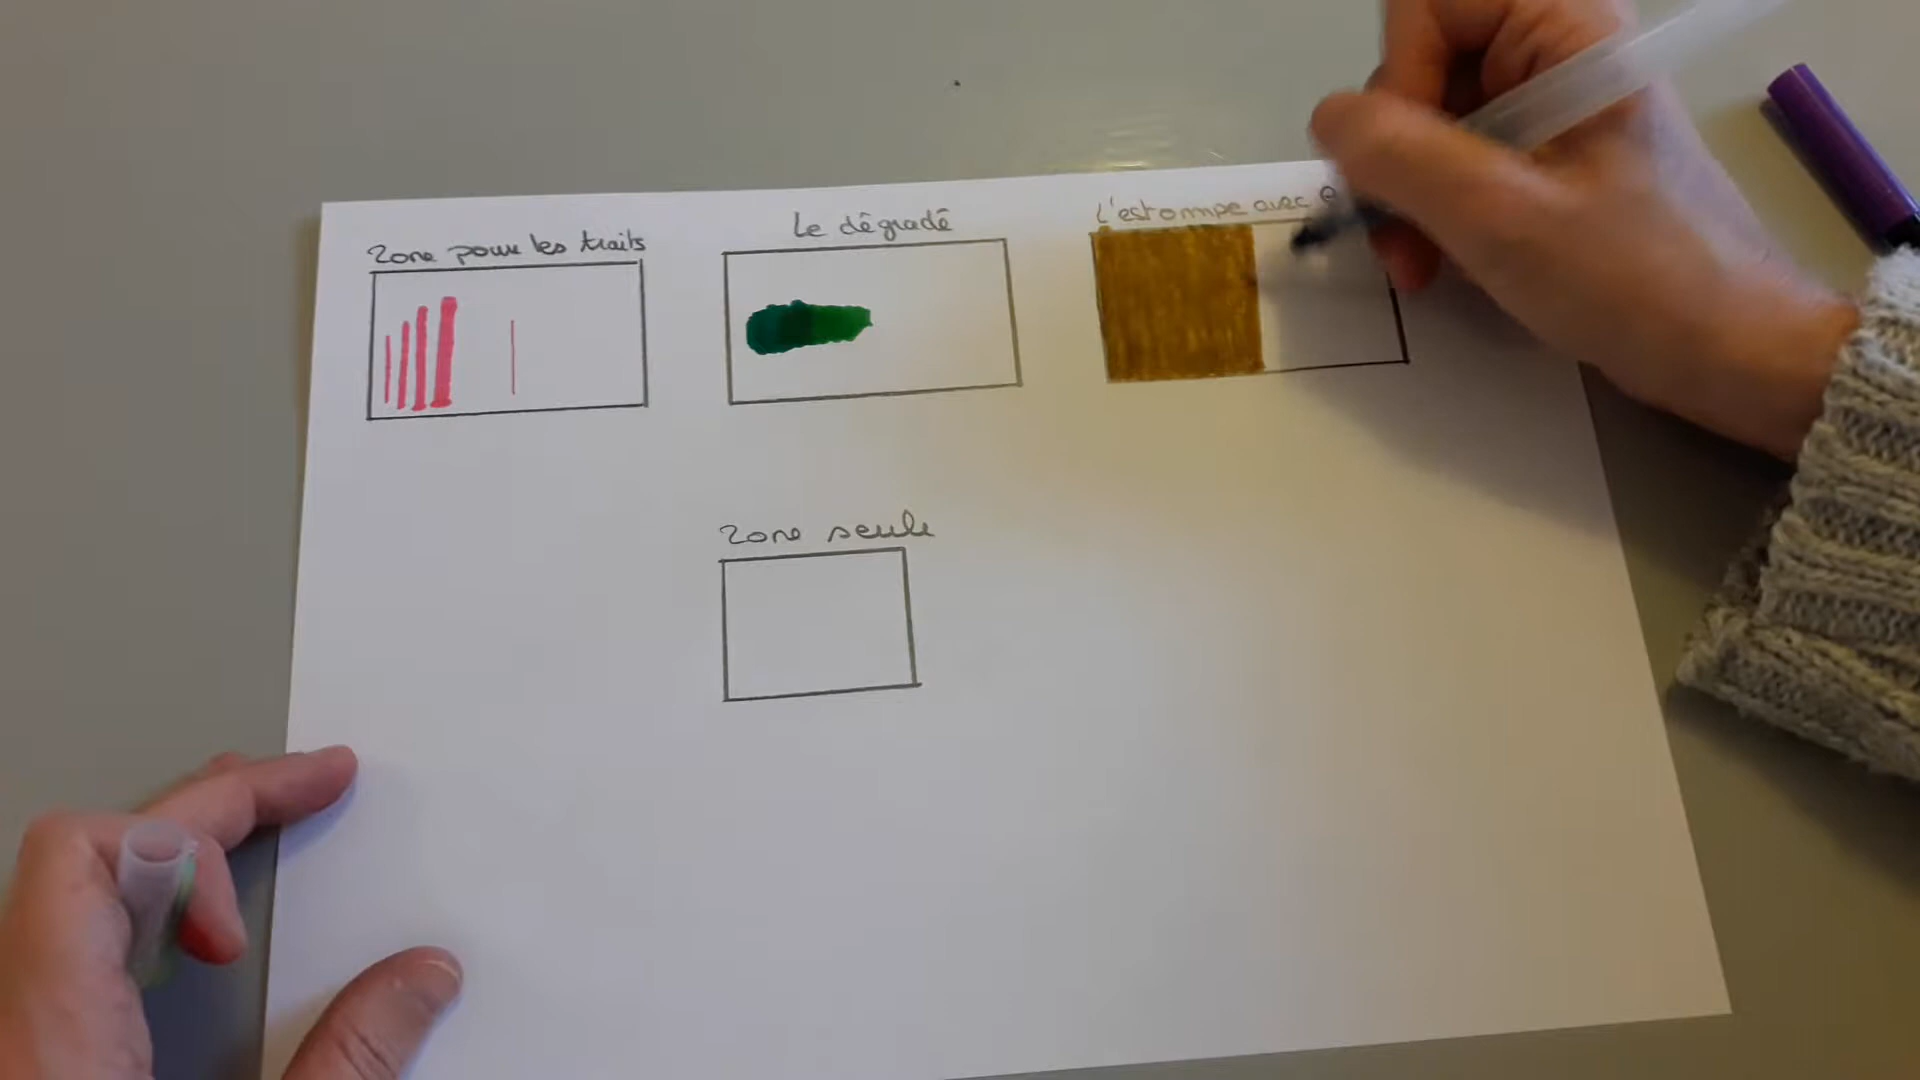 Zone pour les traits
Le dégradé
L'estompe avec
Zone seule